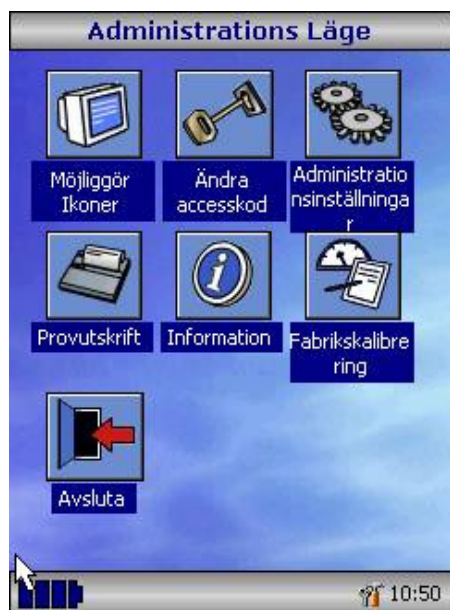 Administrations Läge
Möjliggör
Ikoner
Ändra
accesskod
Administratio
nsinställninga
r
Provutskrift
Information
Fabrikskalibre
ring
Avsluta
10:50